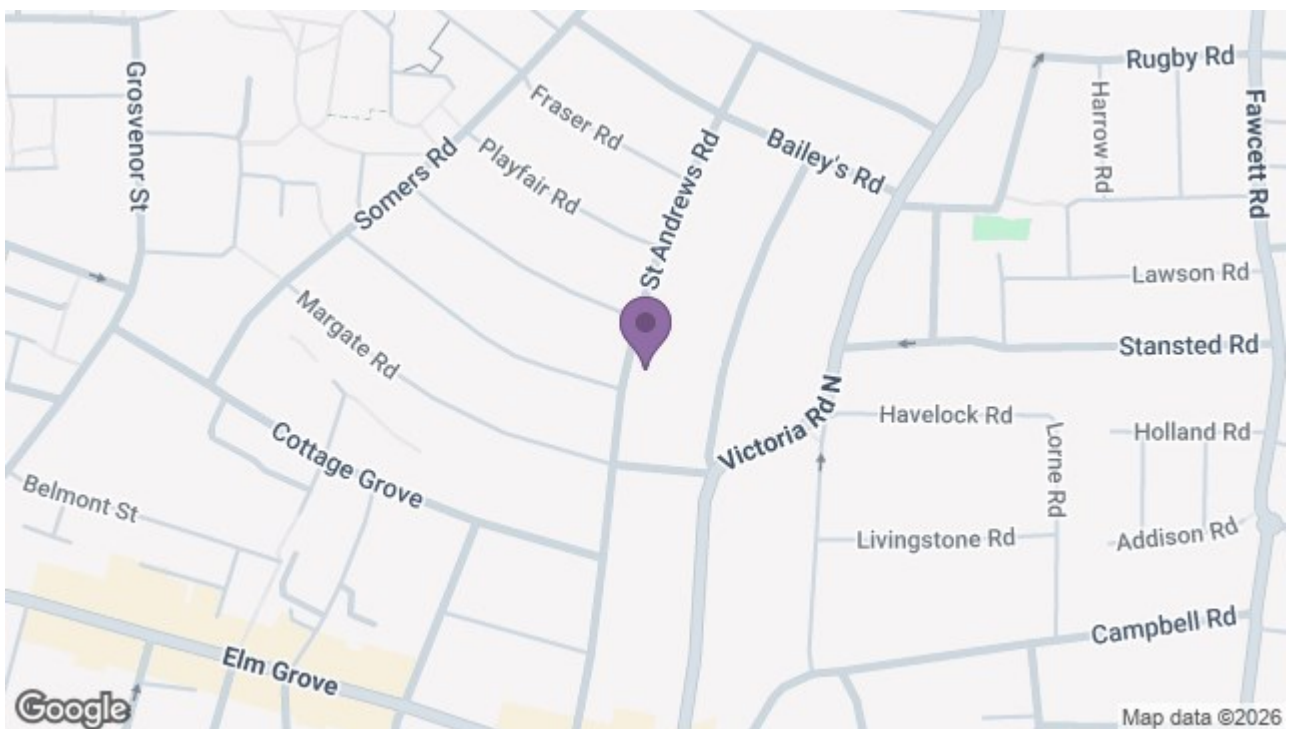 Rugby Rd
Grosvenor St
Fraser Rd
Harrow Rd
Fawcett Rd
Somers Rd
Playfair Rd
St Andrews Rd
Bailey's Rd
Lawson Rd
Margate Rd
Stansted Rd
Victoria Rd N
Havelock Rd
Lorne Rd
Holland Rd
Cottage Grove
Belmont St
Livingstone Rd
Addison Rd
Campbell Rd
Elm Grove
Google
Map data ©2026